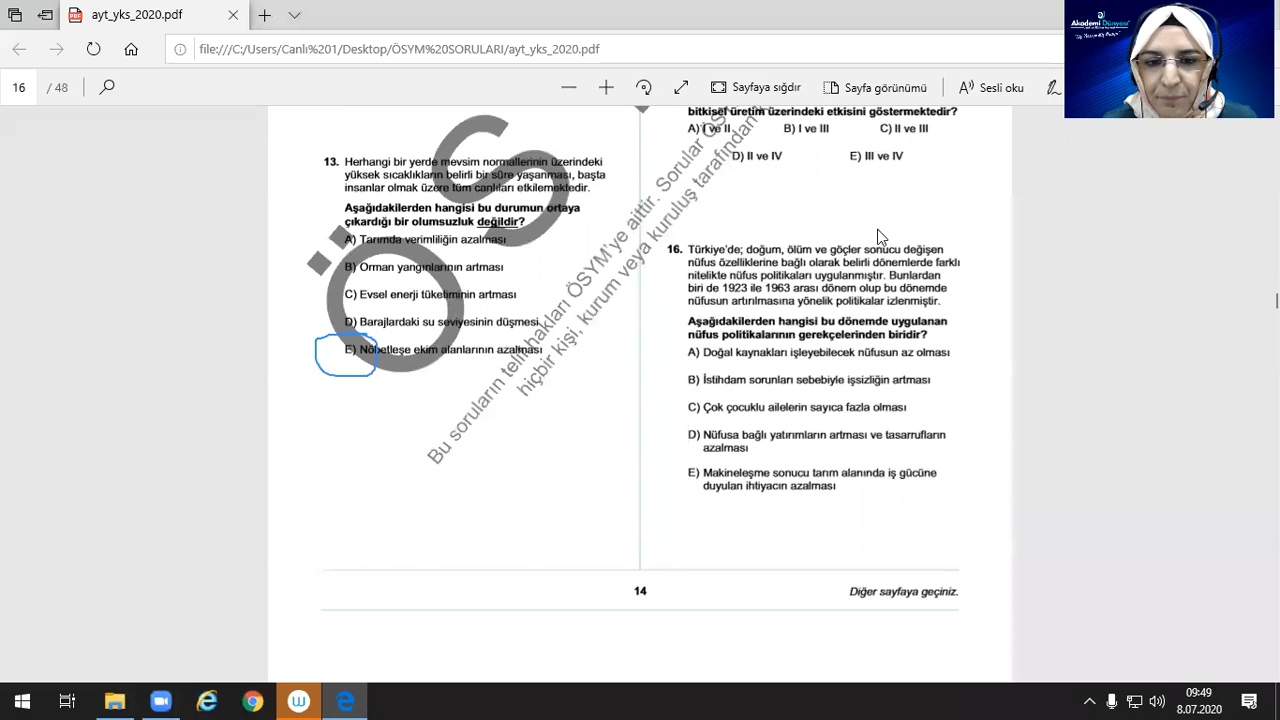 ayt_yks_2020.pdf
file:///C:/Users/Canlı%201/Desktop/ÖSYM%20SORULARI/ayt_yks_2020.pdf
16 / 48
Sayfaya sığdır
Sayfa görünümü
Sesli oku
Akademi Dünyası
13. Herhangi bir yerde mevsim normallerinin üzerindeki
yüksek sıcaklıkların belirli bir süre yaşanması, başta
insanlar olmak üzere tüm canlıları etkilemektedir.
Aşağıdakilerden hangisi bu durumun ortaya
çıkardığı bir olumsuzluk değildir?
A) Tarımda verimliliğin azalması
B) Orman yangınlarının artması
C) Evsel enerji tüketiminin artması
D) Barajlardaki su seviyesinin düşmesi
E) Nöbetleşe ekim alanlarının azalması
ÖS
Bu soruların telif hakları ÖSYM'ye aittir. Sorular ÖS
hiçbir kişi, kurum veya kuruluş tarafından
bitkisel üretim üzerindeki etkisini göstermektedir?
A) I ve II B) I ve III C) II ve III
D) II ve IV E) III ve IV
16. Türkiye'de; doğum, ölüm ve göçler sonucu değişen
nüfus özelliklerine bağlı olarak belirli dönemlerde farklı
nitelikte nüfus politikaları uygulanmıştır. Bunlardan
biri de 1923 ile 1963 arası dönem olup bu dönemde
nüfusun artırılmasına yönelik politikalar izlenmiştir.
Aşağıdakilerden hangisi bu dönemde uygulanan
nüfus politikalarının gerekçelerinden biridir?
A) Doğal kaynakları işleyebilecek nüfusun az olması
B) İstihdam sorunları sebebiyle işsizliğin artması
C) Çok çocuklu ailelerin sayıca fazla olması
D) Nüfusa bağlı yatırımların artması ve tasarrufların
azalması
E) Makineleşme sonucu tarım alanında iş gücüne
duyulan ihtiyacın azalması
14
Diğer sayfaya geçiniz.
09:49
8.07.2020